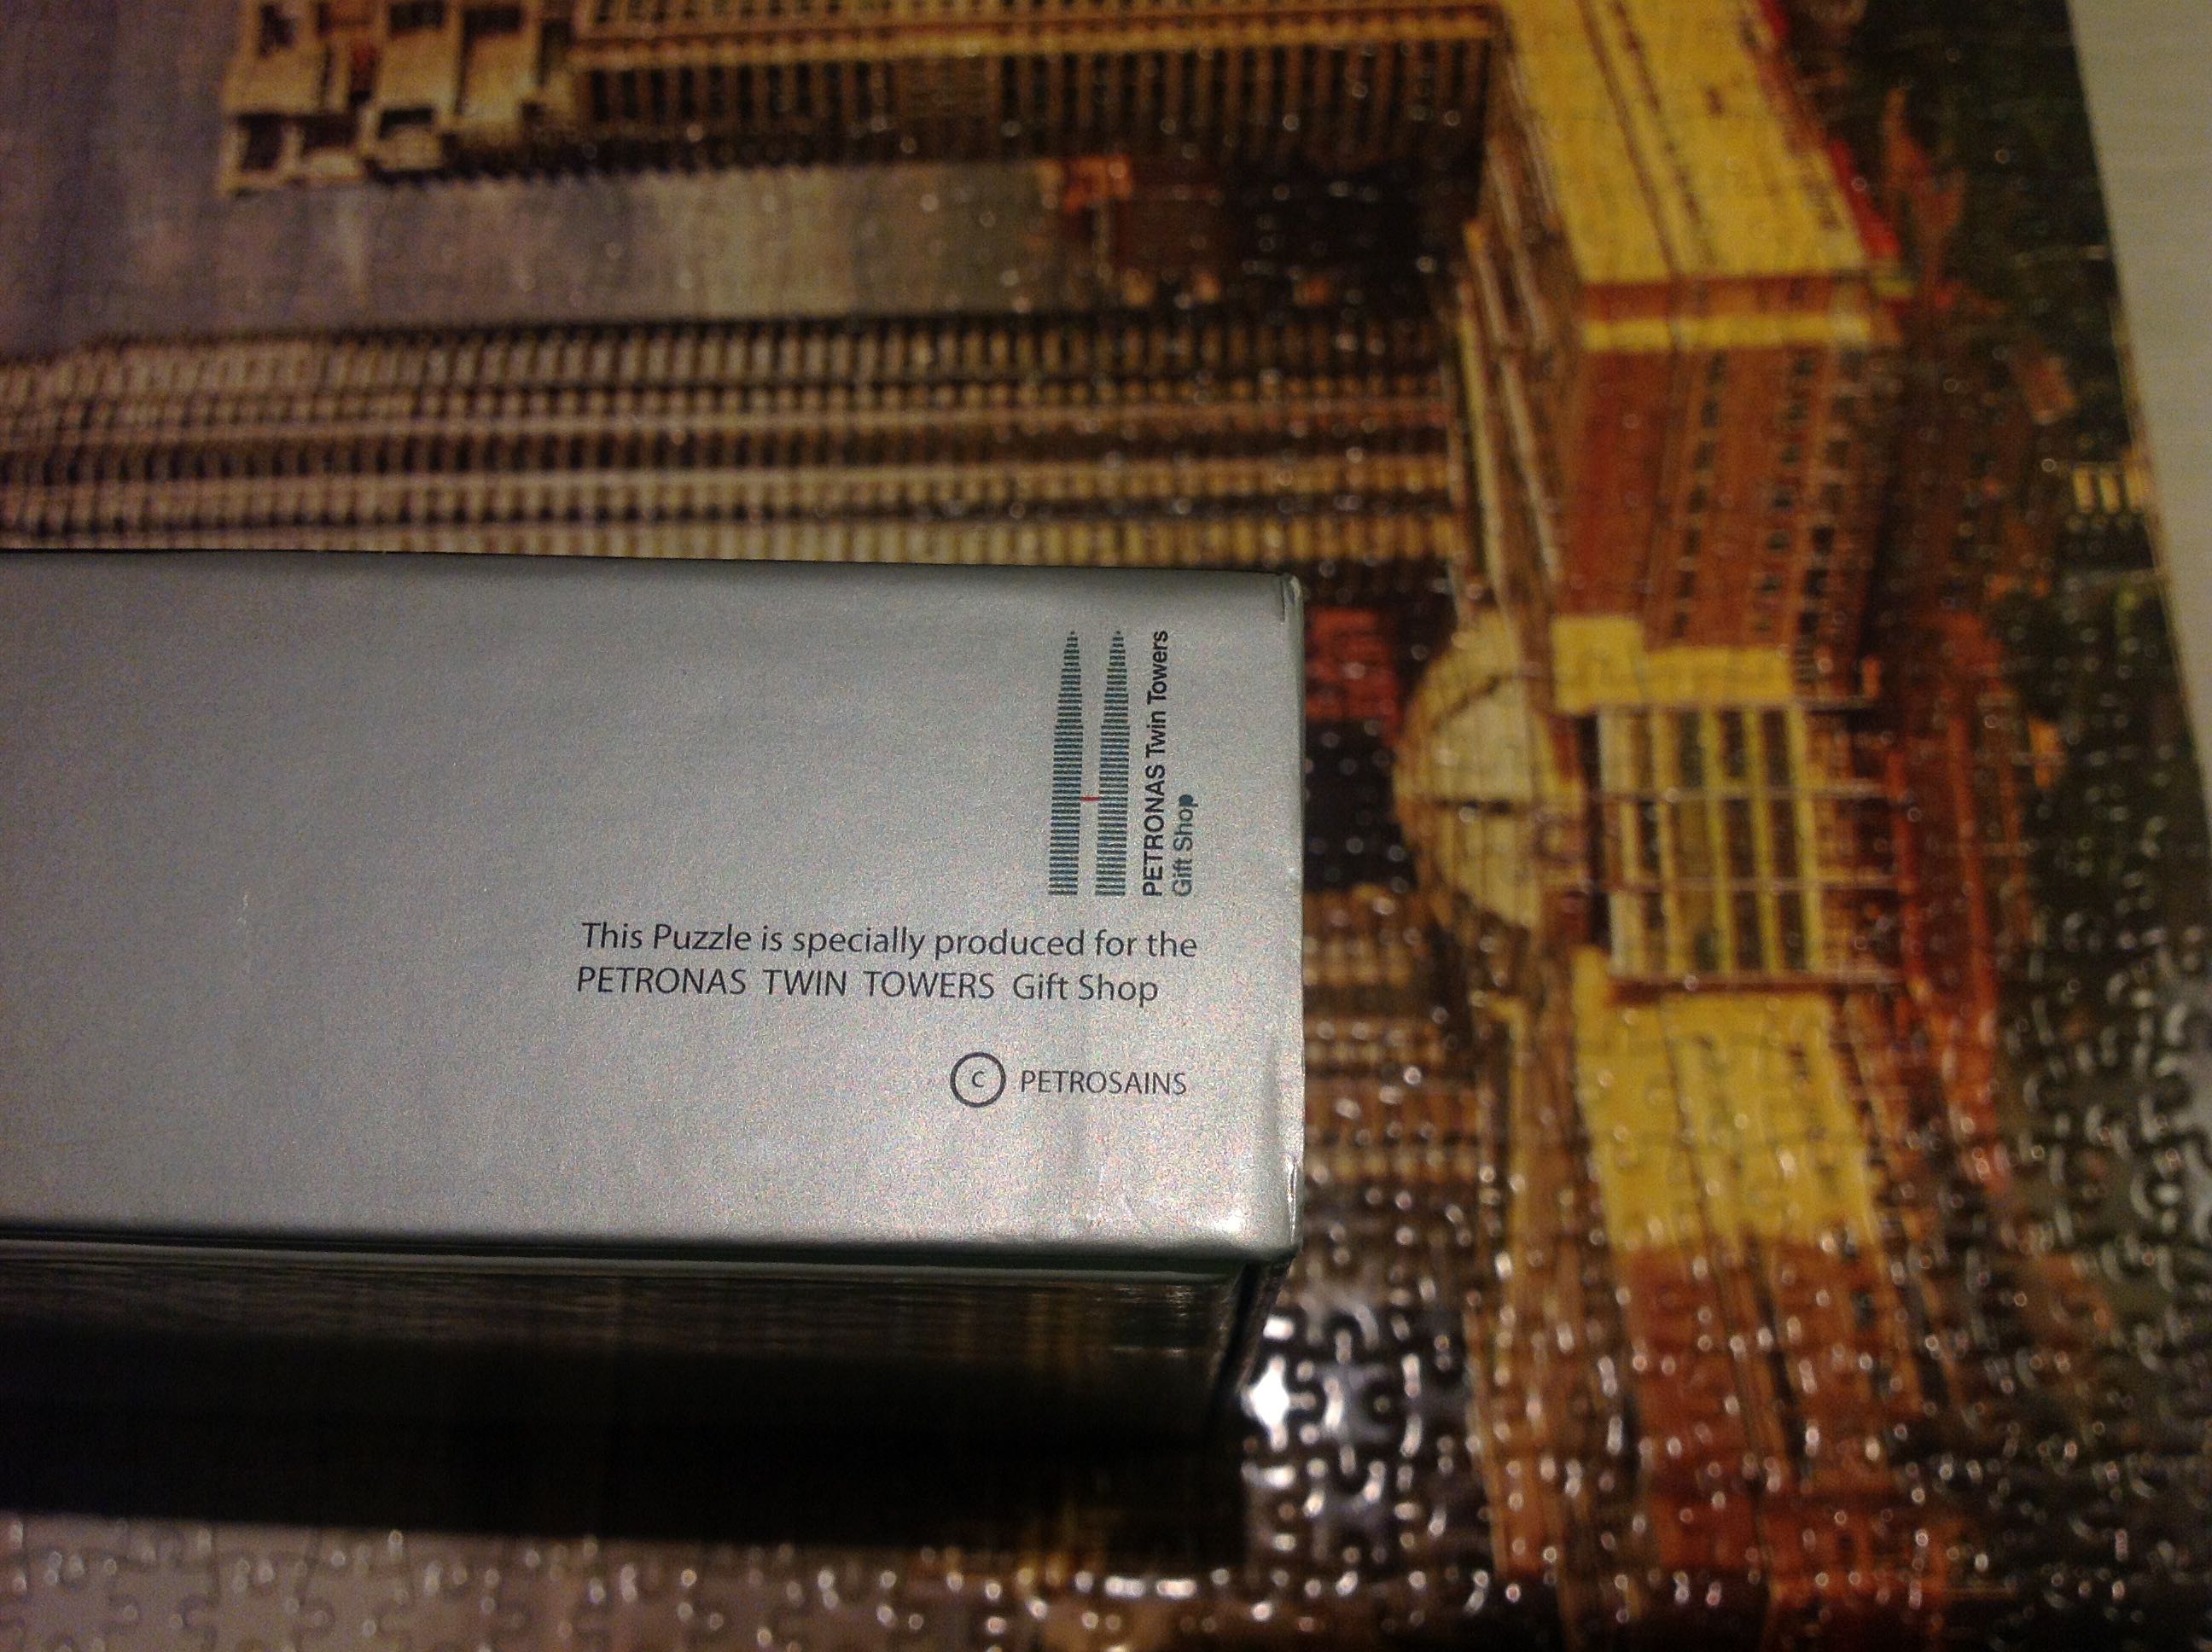 PETRONAS Twin Towers
Gift Shop
This Puzzle is specially produced for the
PETRONAS TWIN TOWERS Gift Shop
© PETROSAINS